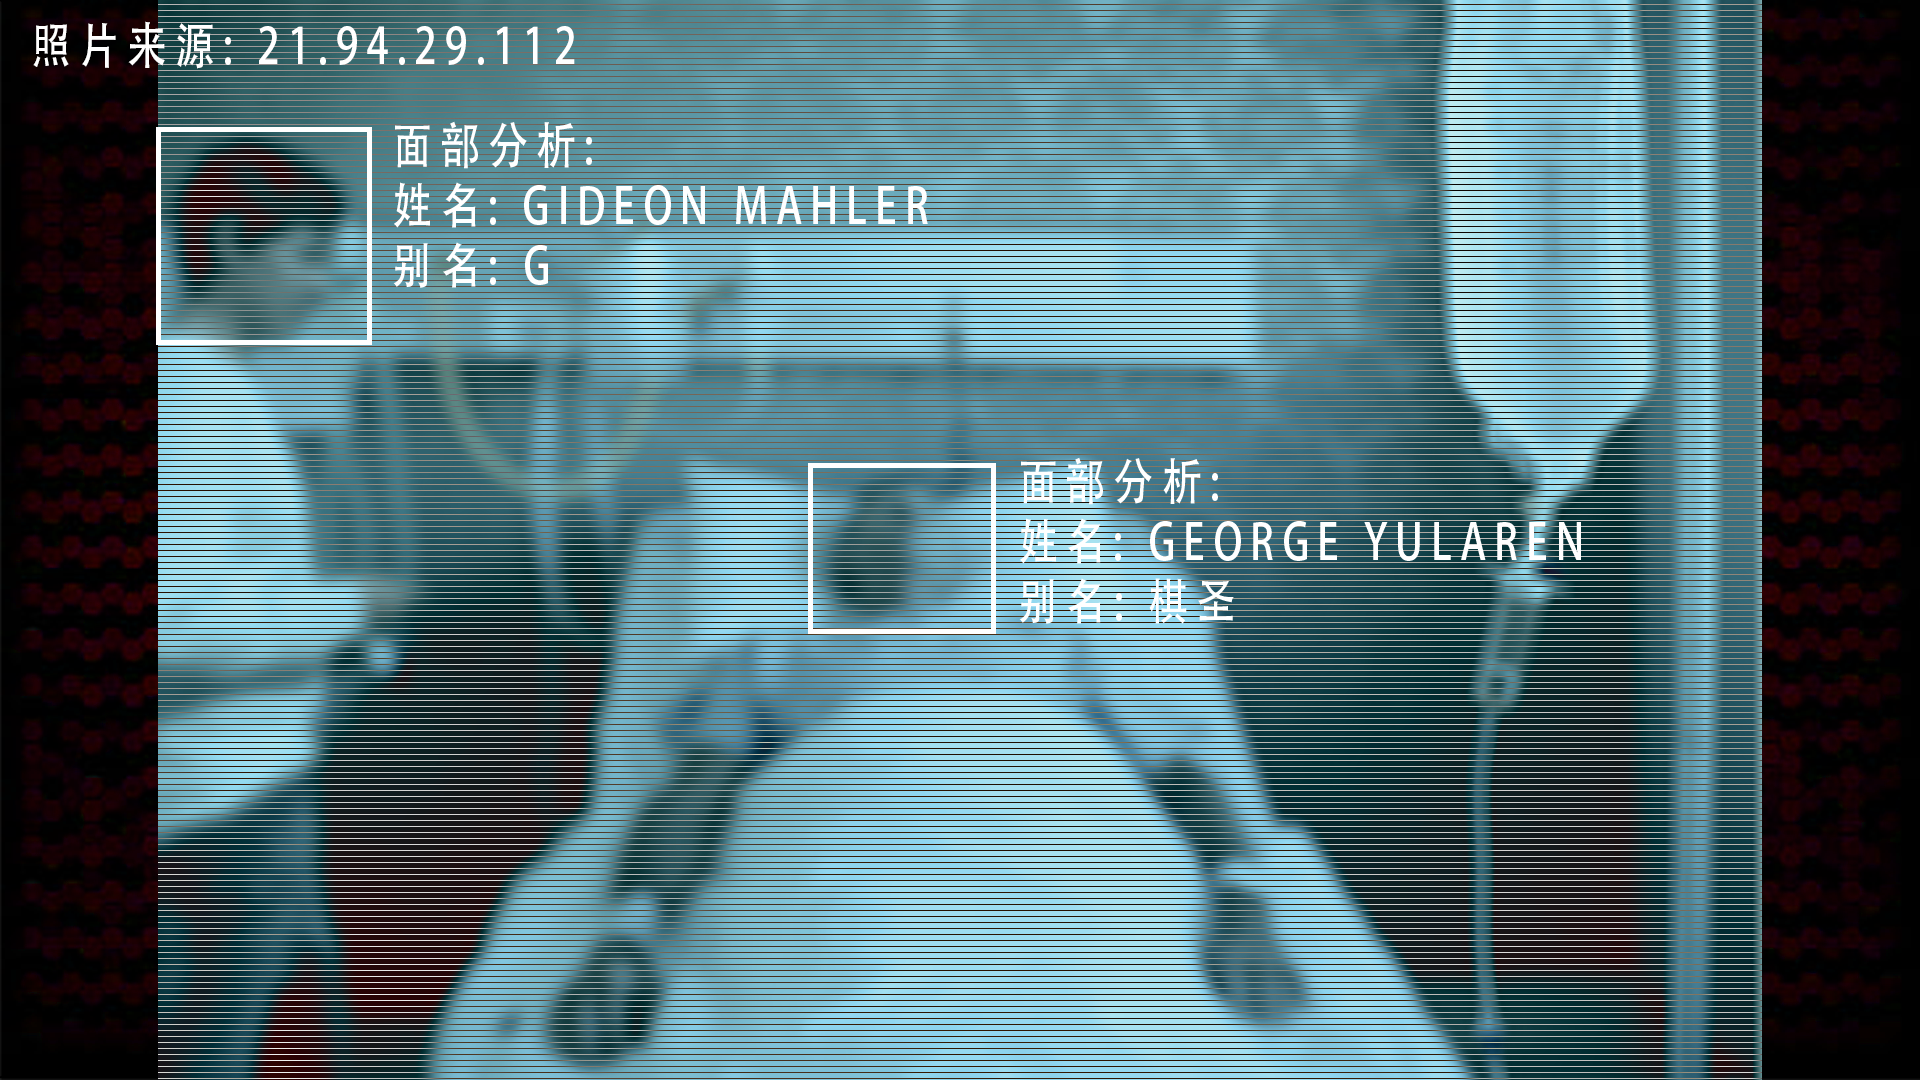 照片来源: 21.94.29.112
面部分析:
姓名: GIDEON MAHLER
别名: G
面部分析:
姓名: GEORGE YULAREN
别名: 棋圣